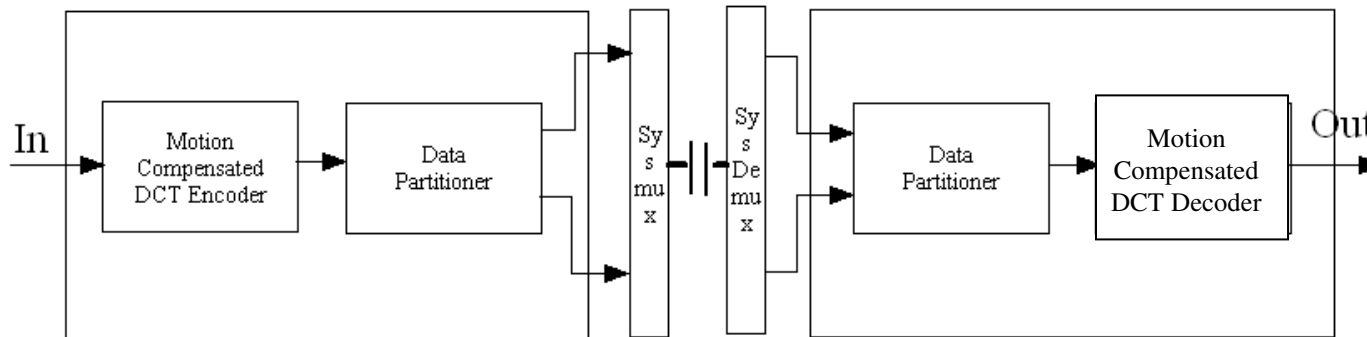 In
Motion
Compensated
DCT Encoder
Data
Partitioner
Sy
s
mu
x
Sy
s
De
mu
x
Data
Partitioner
Motion
Compensated
DCT Decoder
Out